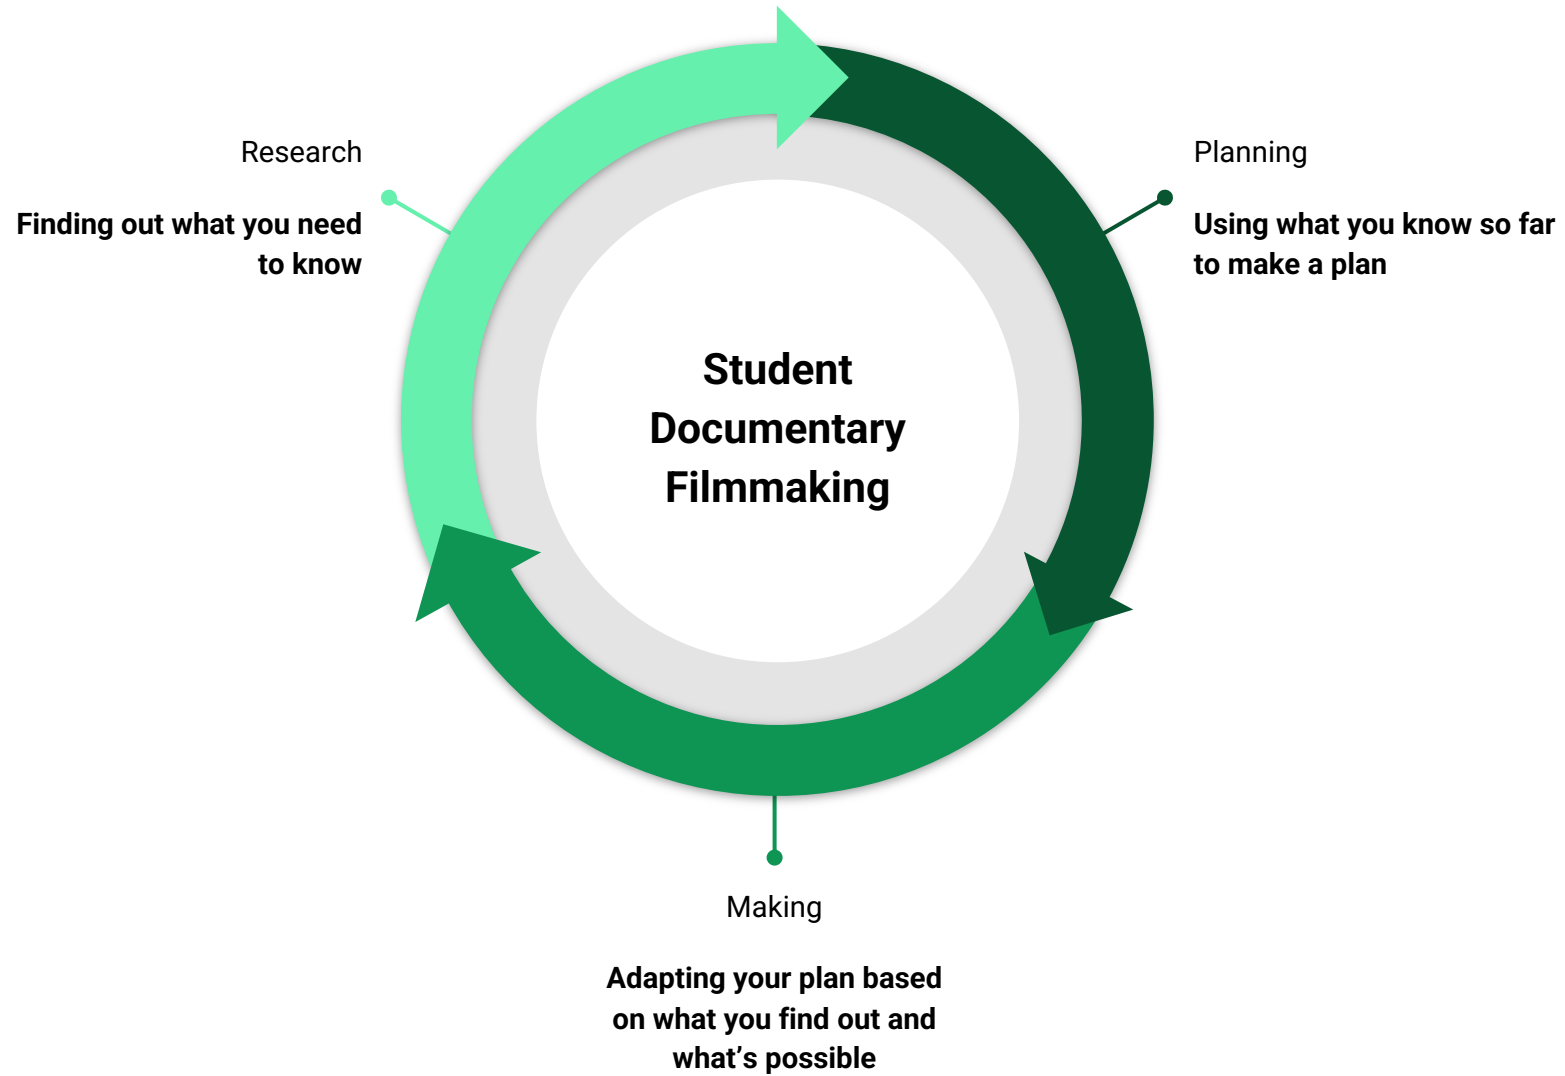 Research
Finding out what you need
to know
Planning
Using what you know so far
to make a plan
Student
Documentary
Filmmaking
Making
Adapting your plan based
on what you find out and
what’s possible